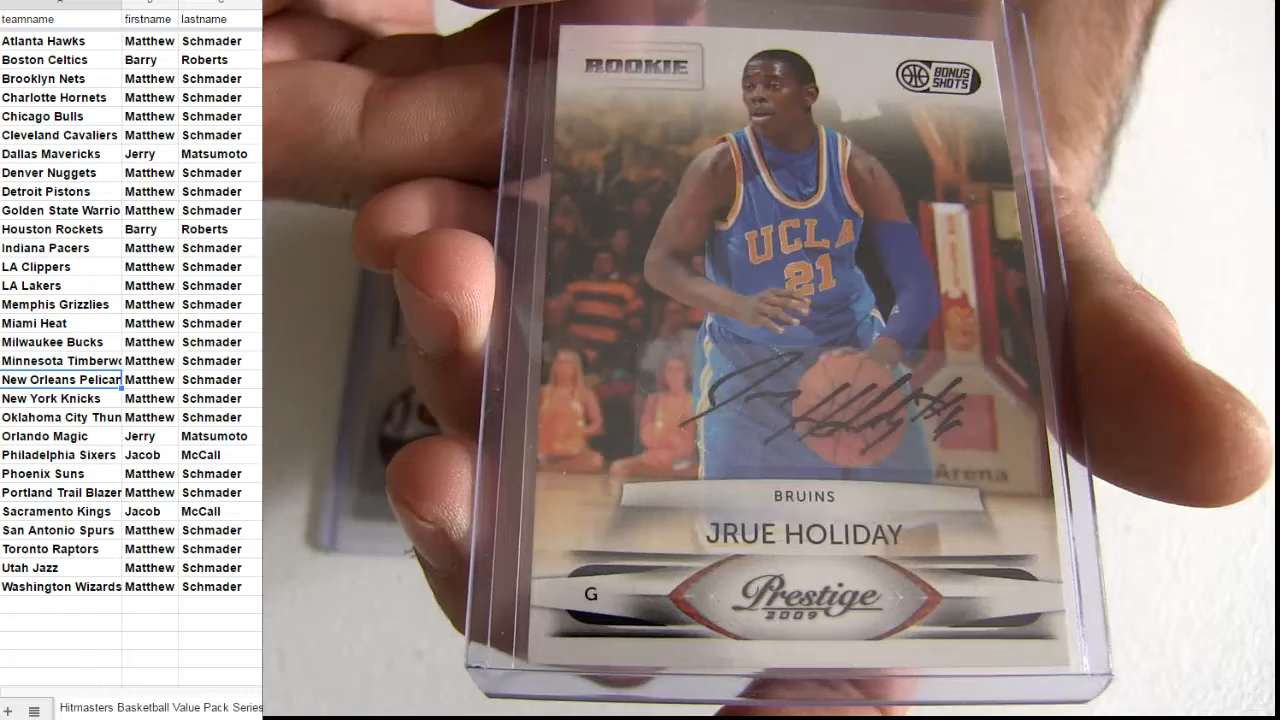 teamname firstname lastname
Atlanta Hawks Matthew Schmader
Boston Celtics Barry Roberts
Brooklyn Nets Matthew Schmader
Charlotte Hornets Matthew Schmader
Chicago Bulls Matthew Schmader
Cleveland Cavaliers Matthew Schmader
Dallas Mavericks Jerry Matsumoto
Denver Nuggets Matthew Schmader
Detroit Pistons Matthew Schmader
Golden State Warrio Matthew Schmader
Houston Rockets Barry Roberts
Indiana Pacers Matthew Schmader
LA Clippers Matthew Schmader
LA Lakers Matthew Schmader
Memphis Grizzlies Matthew Schmader
Miami Heat Matthew Schmader
Milwaukee Bucks Matthew Schmader
Minnesota Timberwo Matthew Schmader
New Orleans Pelican Matthew Schmader
New York Knicks Matthew Schmader
Oklahoma City Thun Matthew Schmader
Orlando Magic Jerry Matsumoto
Philadelphia Sixers Jacob McCall
Phoenix Suns Matthew Schmader
Portland Trail Blazer Matthew Schmader
Sacramento Kings Jacob McCall
San Antonio Spurs Matthew Schmader
Toronto Raptors Matthew Schmader
Utah Jazz Matthew Schmader
Washington Wizards Matthew Schmader
Hitmasters Basketball Value Pack Series
ROOKIE
BONUS
SHOTS
UCLA
21
Arena
BRUINS
JRUE HOLIDAY
G
Prestige
2009